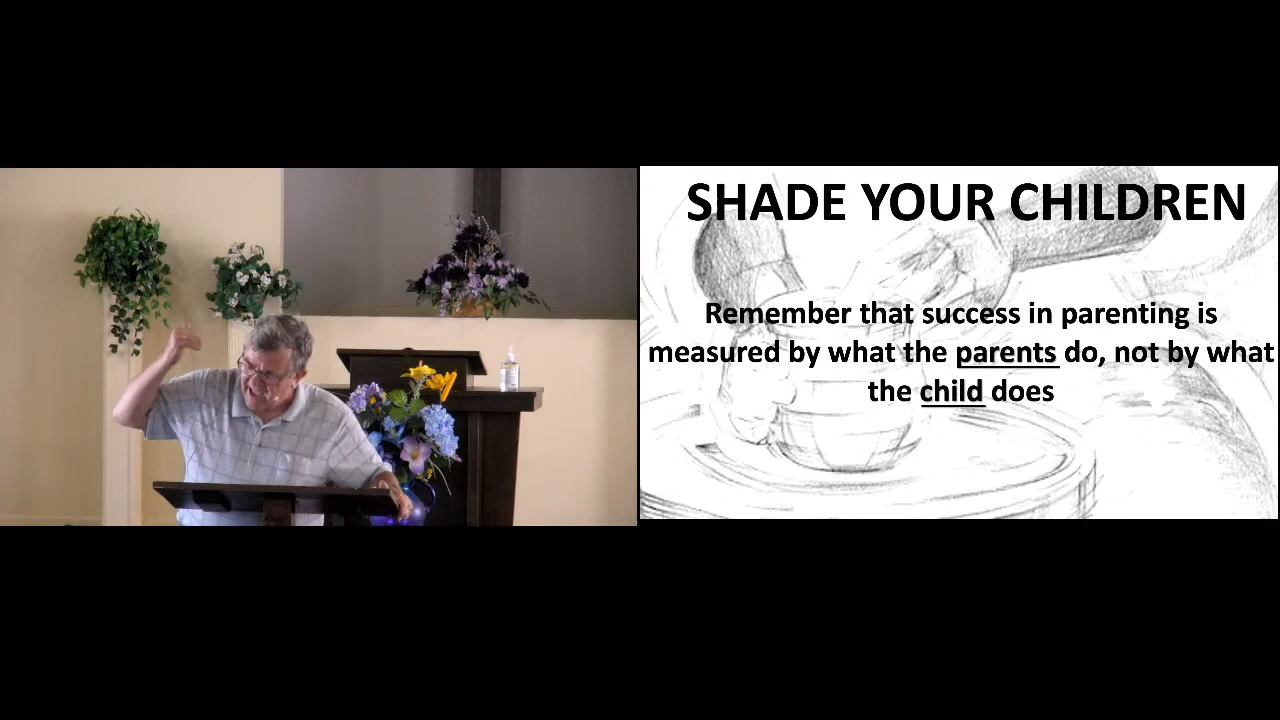 SHADE YOUR CHILDREN
Remember that success in parenting is
measured by what the parents do, not by what
the child does